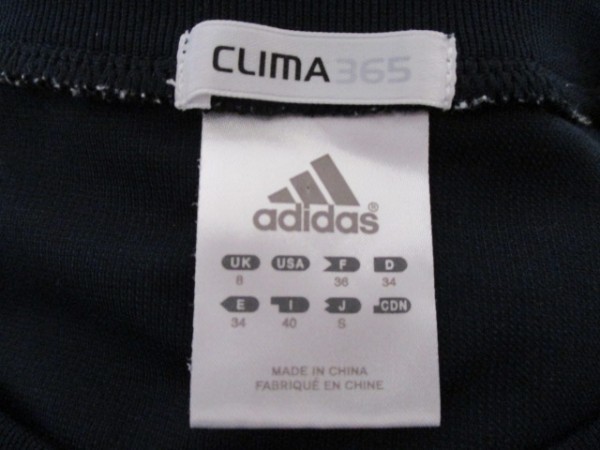 CLIMA365
adidas®
UK USA F D
8 36 34
E I J CDN
34 40 S
MADE IN CHINA
FABRIQUÉ EN CHINE